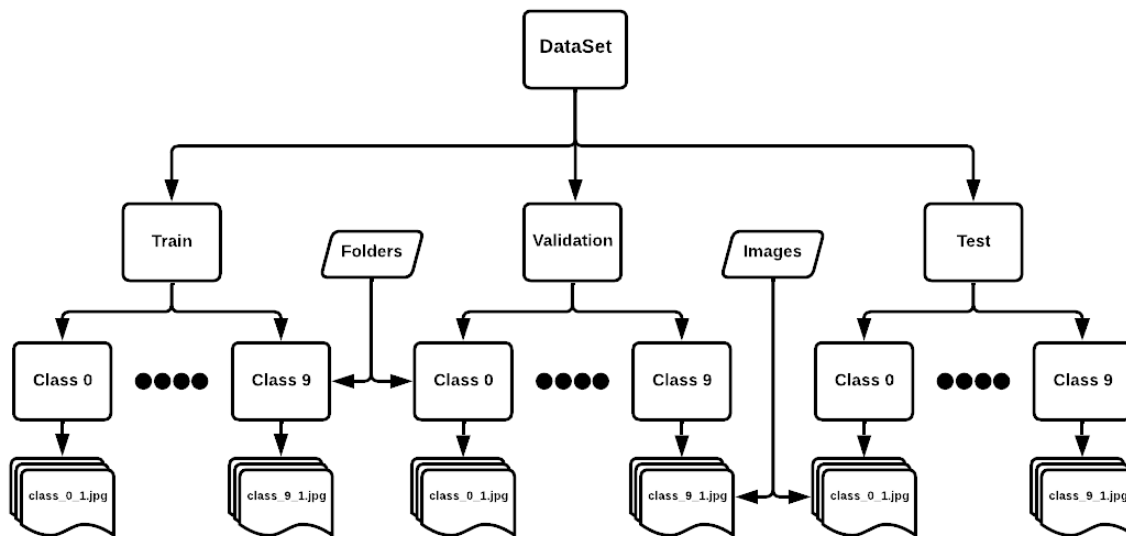 DataSet
Train
Folders
Validation
Images
Test
Class 0
Class 9
Class 0
Class 9
Class 0
Class 9
class_0_1.jpg
class_9_1.jpg
class_0_1.jpg
class_9_1.jpg
class_0_1.jpg
class_9_1.jpg